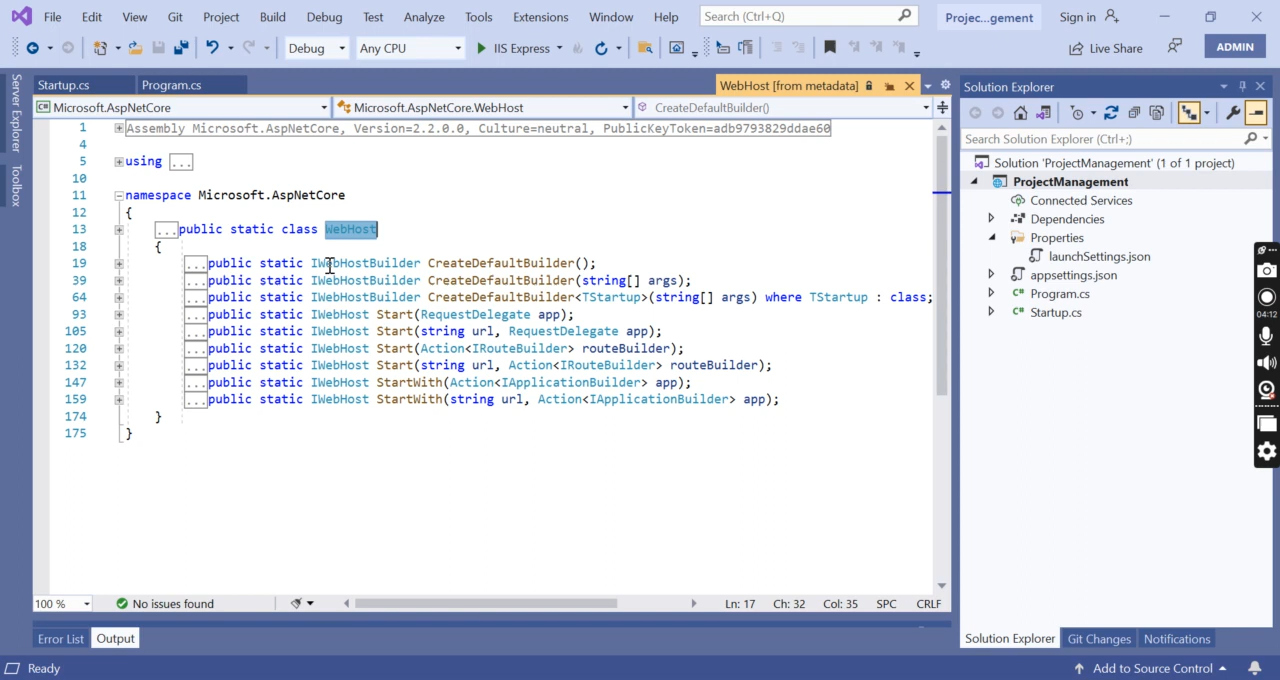 File Edit View Git Project Build Debug Test Analyze Tools Extensions Window Help Search (Ctrl+Q) Projec...gement Sign in
Debug Any CPU IIS Express Live Share ADMIN
Server Explorer
Toolbox
Startup.cs Program.cs WebHost [from metadata]
C# Microsoft.AspNetCore Microsoft.AspNetCore.WebHost CreateDefaultBuilder()
1 Assembly Microsoft.AspNetCore, Version=2.2.0.0, Culture=neutral, PublicKeyToken=adb9793829ddae60
4
5 using ...
10
11 namespace Microsoft.AspNetCore
12 {
13 ...public static class WebHost
18 {
19 ...public static IWebHostBuilder CreateDefaultBuilder();
39 ...public static IWebHostBuilder CreateDefaultBuilder(string[] args);
64 ...public static IWebHostBuilder CreateDefaultBuilder<TStartup>(string[] args) where TStartup : class;
93 ...public static IWebHost Start(RequestDelegate app);
105 ...public static IWebHost Start(string url, RequestDelegate app);
120 ...public static IWebHost Start(Action<IRouteBuilder> routeBuilder);
132 ...public static IWebHost Start(string url, Action<IRouteBuilder> routeBuilder);
147 ...public static IWebHost StartWith(Action<IApplicationBuilder> app);
159 ...public static IWebHost StartWith(string url, Action<IApplicationBuilder> app);
174 }
175 }
100 % No issues found Ln: 17 Ch: 32 Col: 35 SPC CRLF
Error List Output
Solution Explorer
Search Solution Explorer (Ctrl+;)
Solution 'ProjectManagement' (1 of 1 project)
ProjectManagement
Connected Services
Dependencies
Properties
launchSettings.json
appsettings.json
C# Program.cs
C# Startup.cs
Solution Explorer Git Changes Notifications
04:12
Ready Add to Source Control